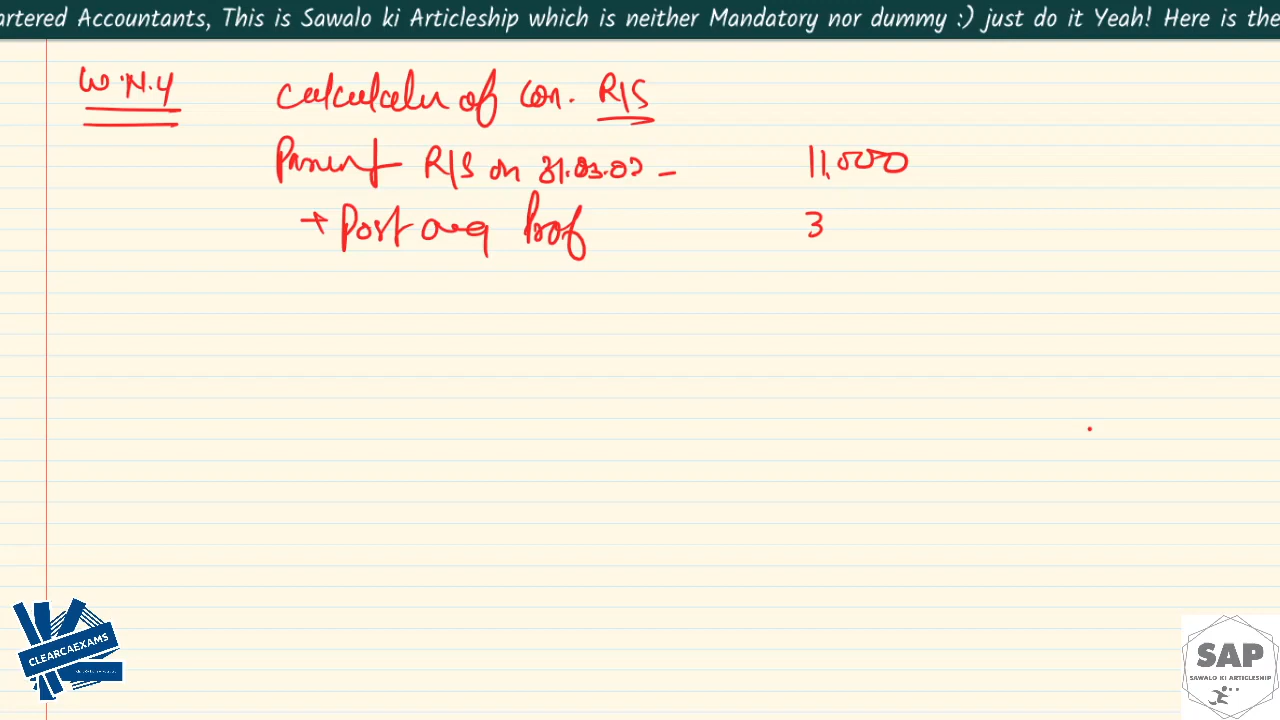 artered Accountants, This is Sawalo ki Articleship which is neither Mandatory nor dummy :) just do it Yeah! Here is the
W.N.4
Calculation of Con. R/S
Parent R/S on 31.03.02 - 11,000
+ Post acq Prof 3
CLEARCAEXAMS
SAP
SAWALO KI ARTICLESHIP